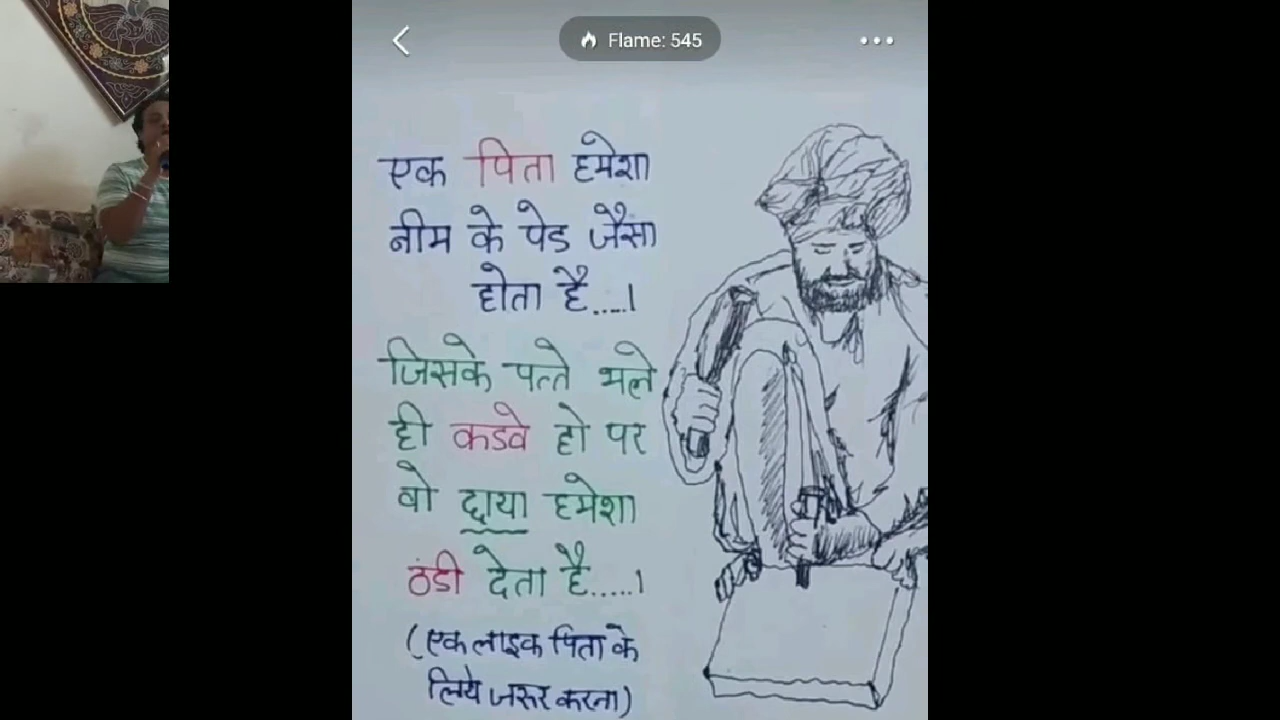 Flame: 545
एक पिता हमेशा
नीम के पेड जैसा
होता है.....।
जिसके पत्ते भले
ही कडवे हो पर
वो छाया हमेशा
ठंडी देता है.....।
(एक लाइक पिता के
लिये जरूर करना)